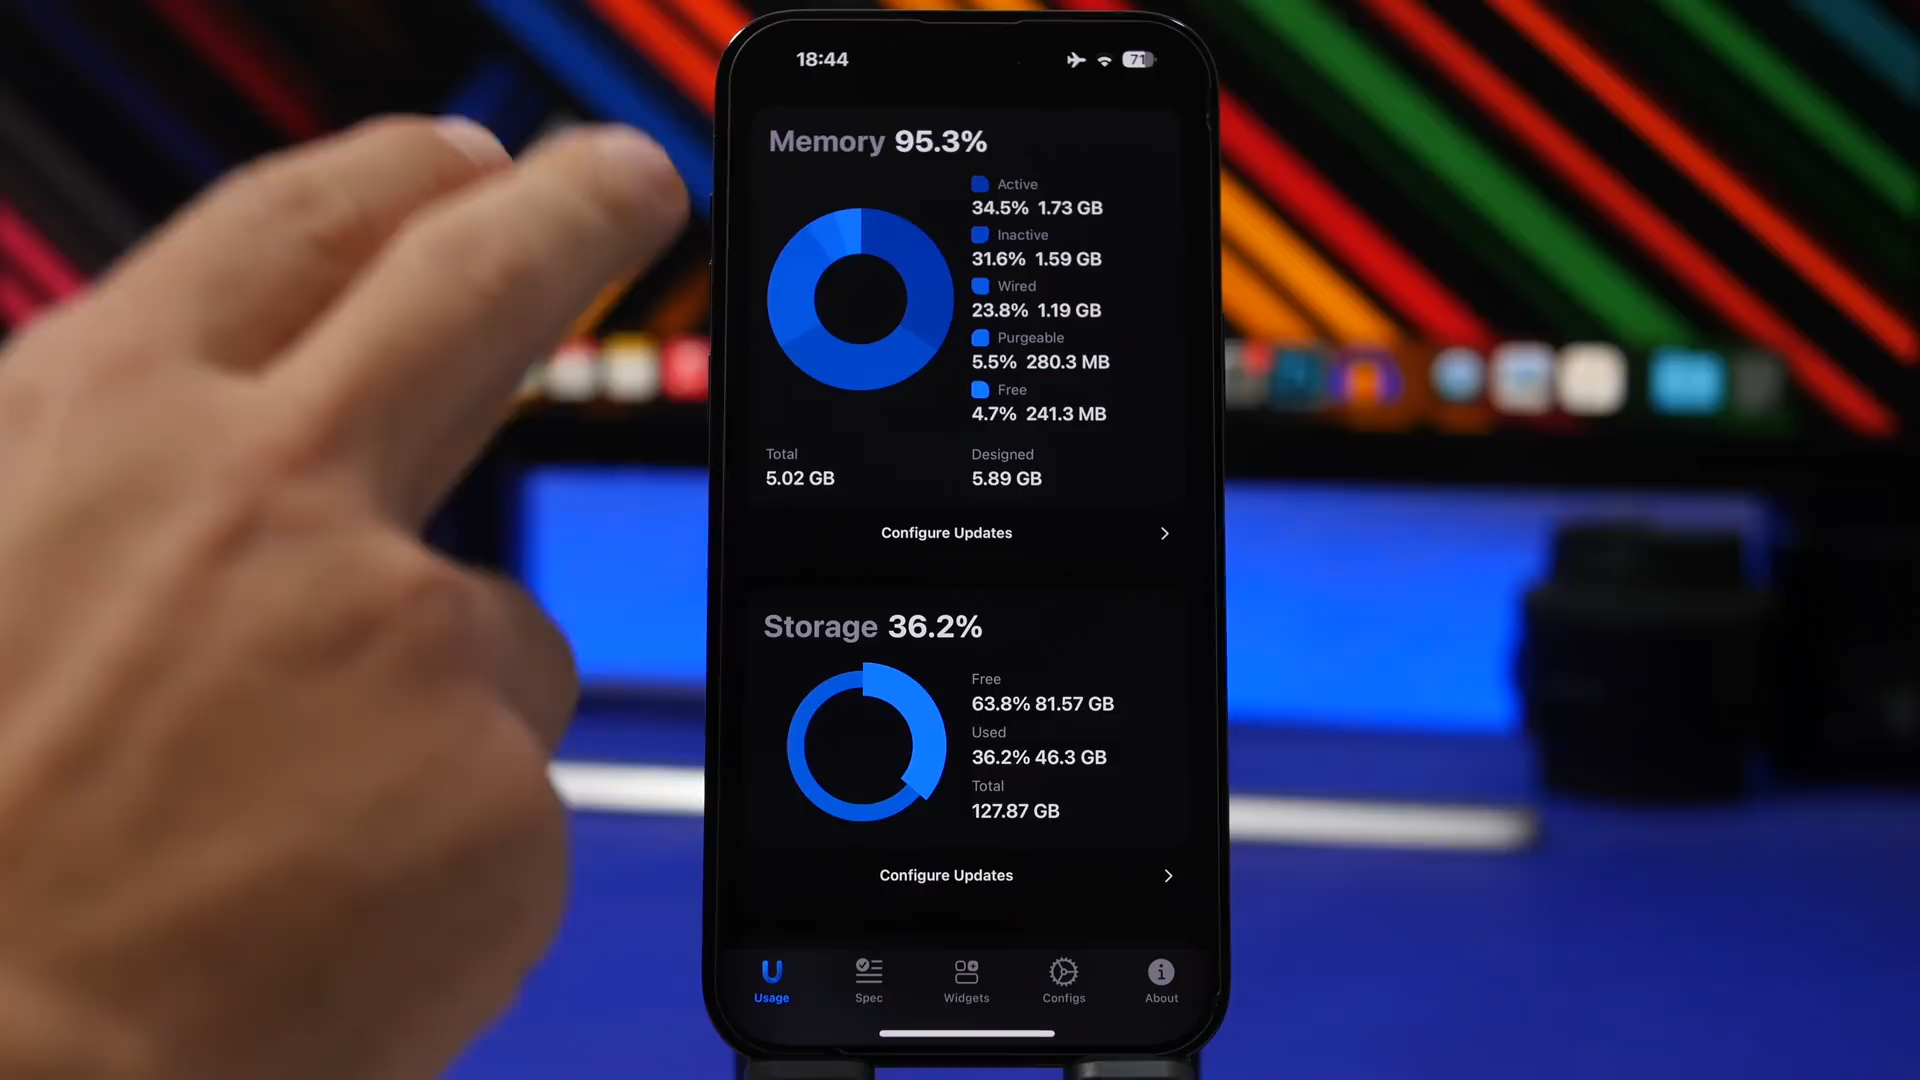 18:44
71
Memory 95.3%
Active
34.5% 1.73 GB
Inactive
31.6% 1.59 GB
Wired
23.8% 1.19 GB
Purgeable
5.5% 280.3 MB
Free
4.7% 241.3 MB
Total
5.02 GB
Designed
5.89 GB
Configure Updates
Storage 36.2%
Free
63.8% 81.57 GB
Used
36.2% 46.3 GB
Total
127.87 GB
Configure Updates
Usage
Spec
Widgets
Configs
About